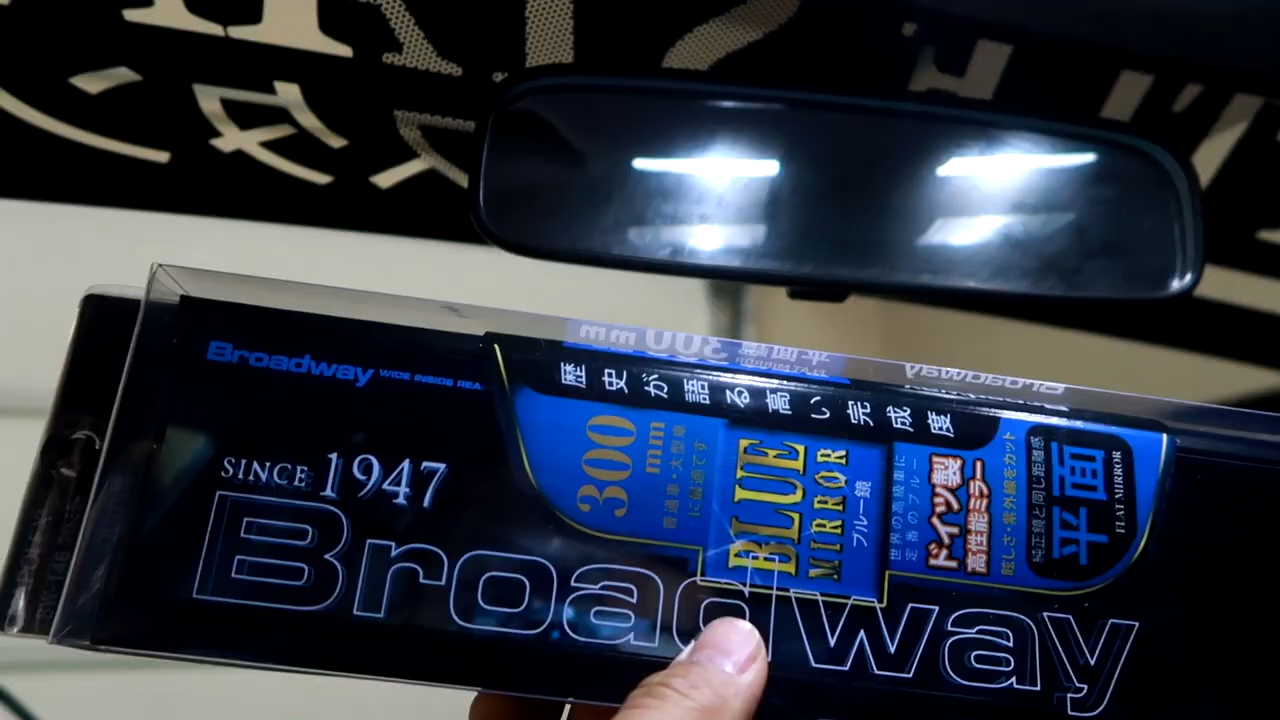 Broadway WIDE INSIDE REA
SINCE 1947
Broadway
歴史が語る高い完成度
300
mm
普通車・大型車
に最適です
BLUE
MIRROR
ブルー鏡
世界の高級車に
定番のブルー
ドイツ製
高性能ミラー
眩しさ・紫外線をカット
純正鏡と同じ距離感
平面
FLAT MIRROR
300
Broadway